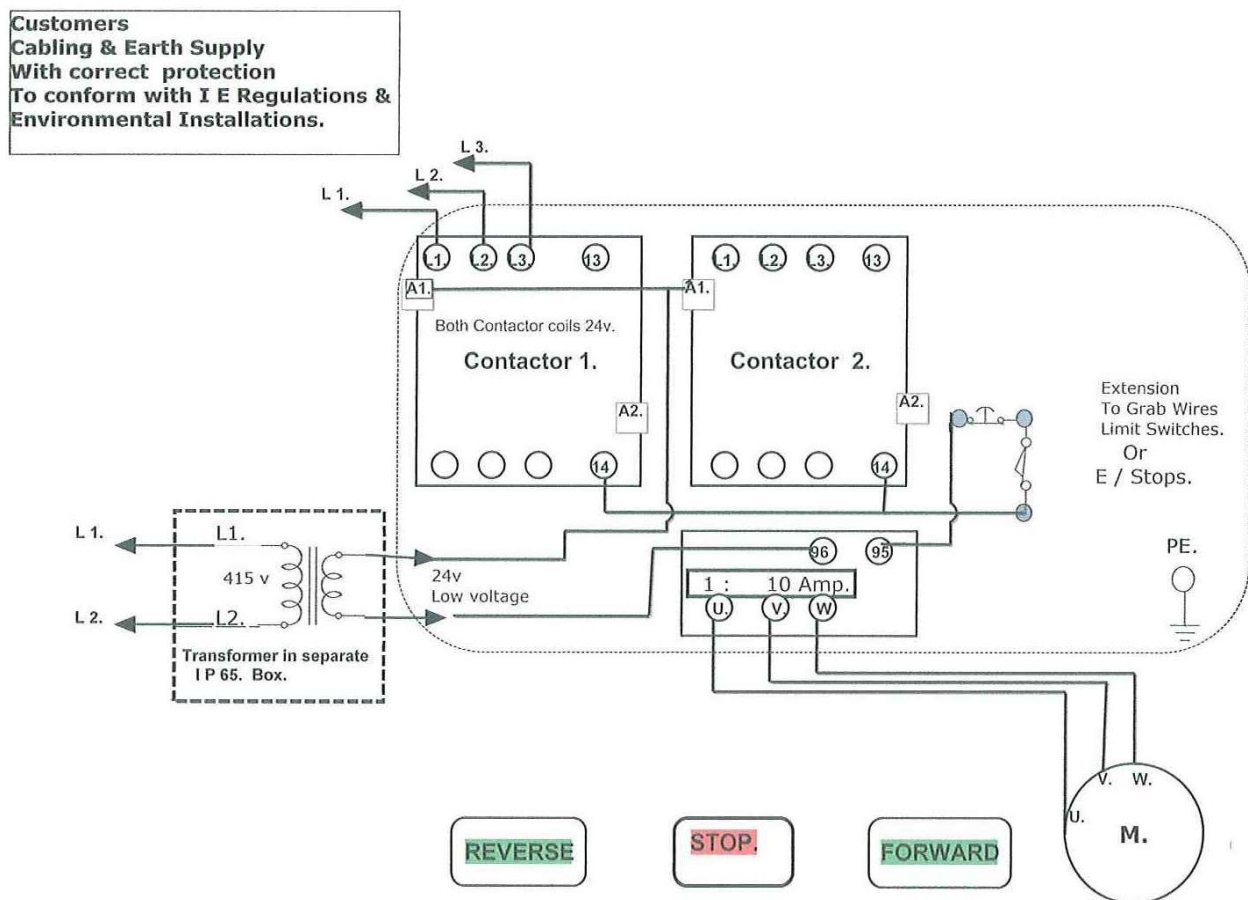 Customers
Cabling & Earth Supply
With correct protection
To conform with I E Regulations &
Environmental Installations.
L 3.
L 2.
L 1.
L1. L2. L3. 13
L1. L2. L3. 13
A1.
A1.
Both Contactor coils 24v.
Contactor 1.
Contactor 2.
A2.
A2.
14
14
Extension
To Grab Wires
Limit Switches.
Or
E / Stops.
L 1.
L1.
415 v
L 2.
L2.
Transformer in separate
I P 65. Box.
24v
Low voltage
96 95
1 : 10 Amp.
U. V. W
PE.
V. W.
U.
M.
REVERSE
STOP.
FORWARD